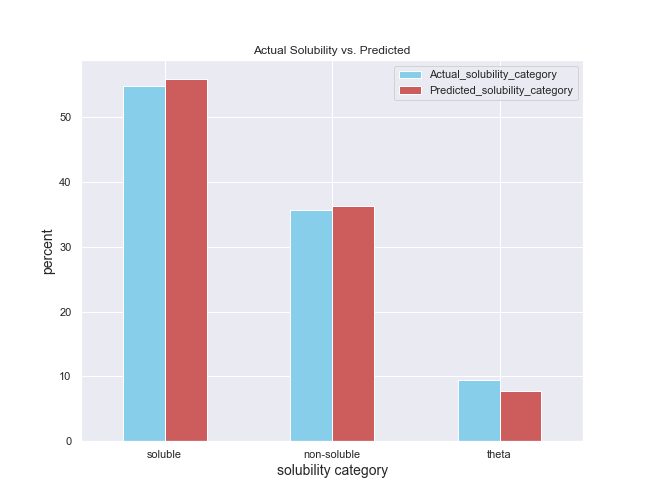 Actual Solubility vs. Predicted
Actual_solubility_category
Predicted_solubility_category
50
40
30
20
10
0
percent
soluble
non-soluble
theta
solubility category